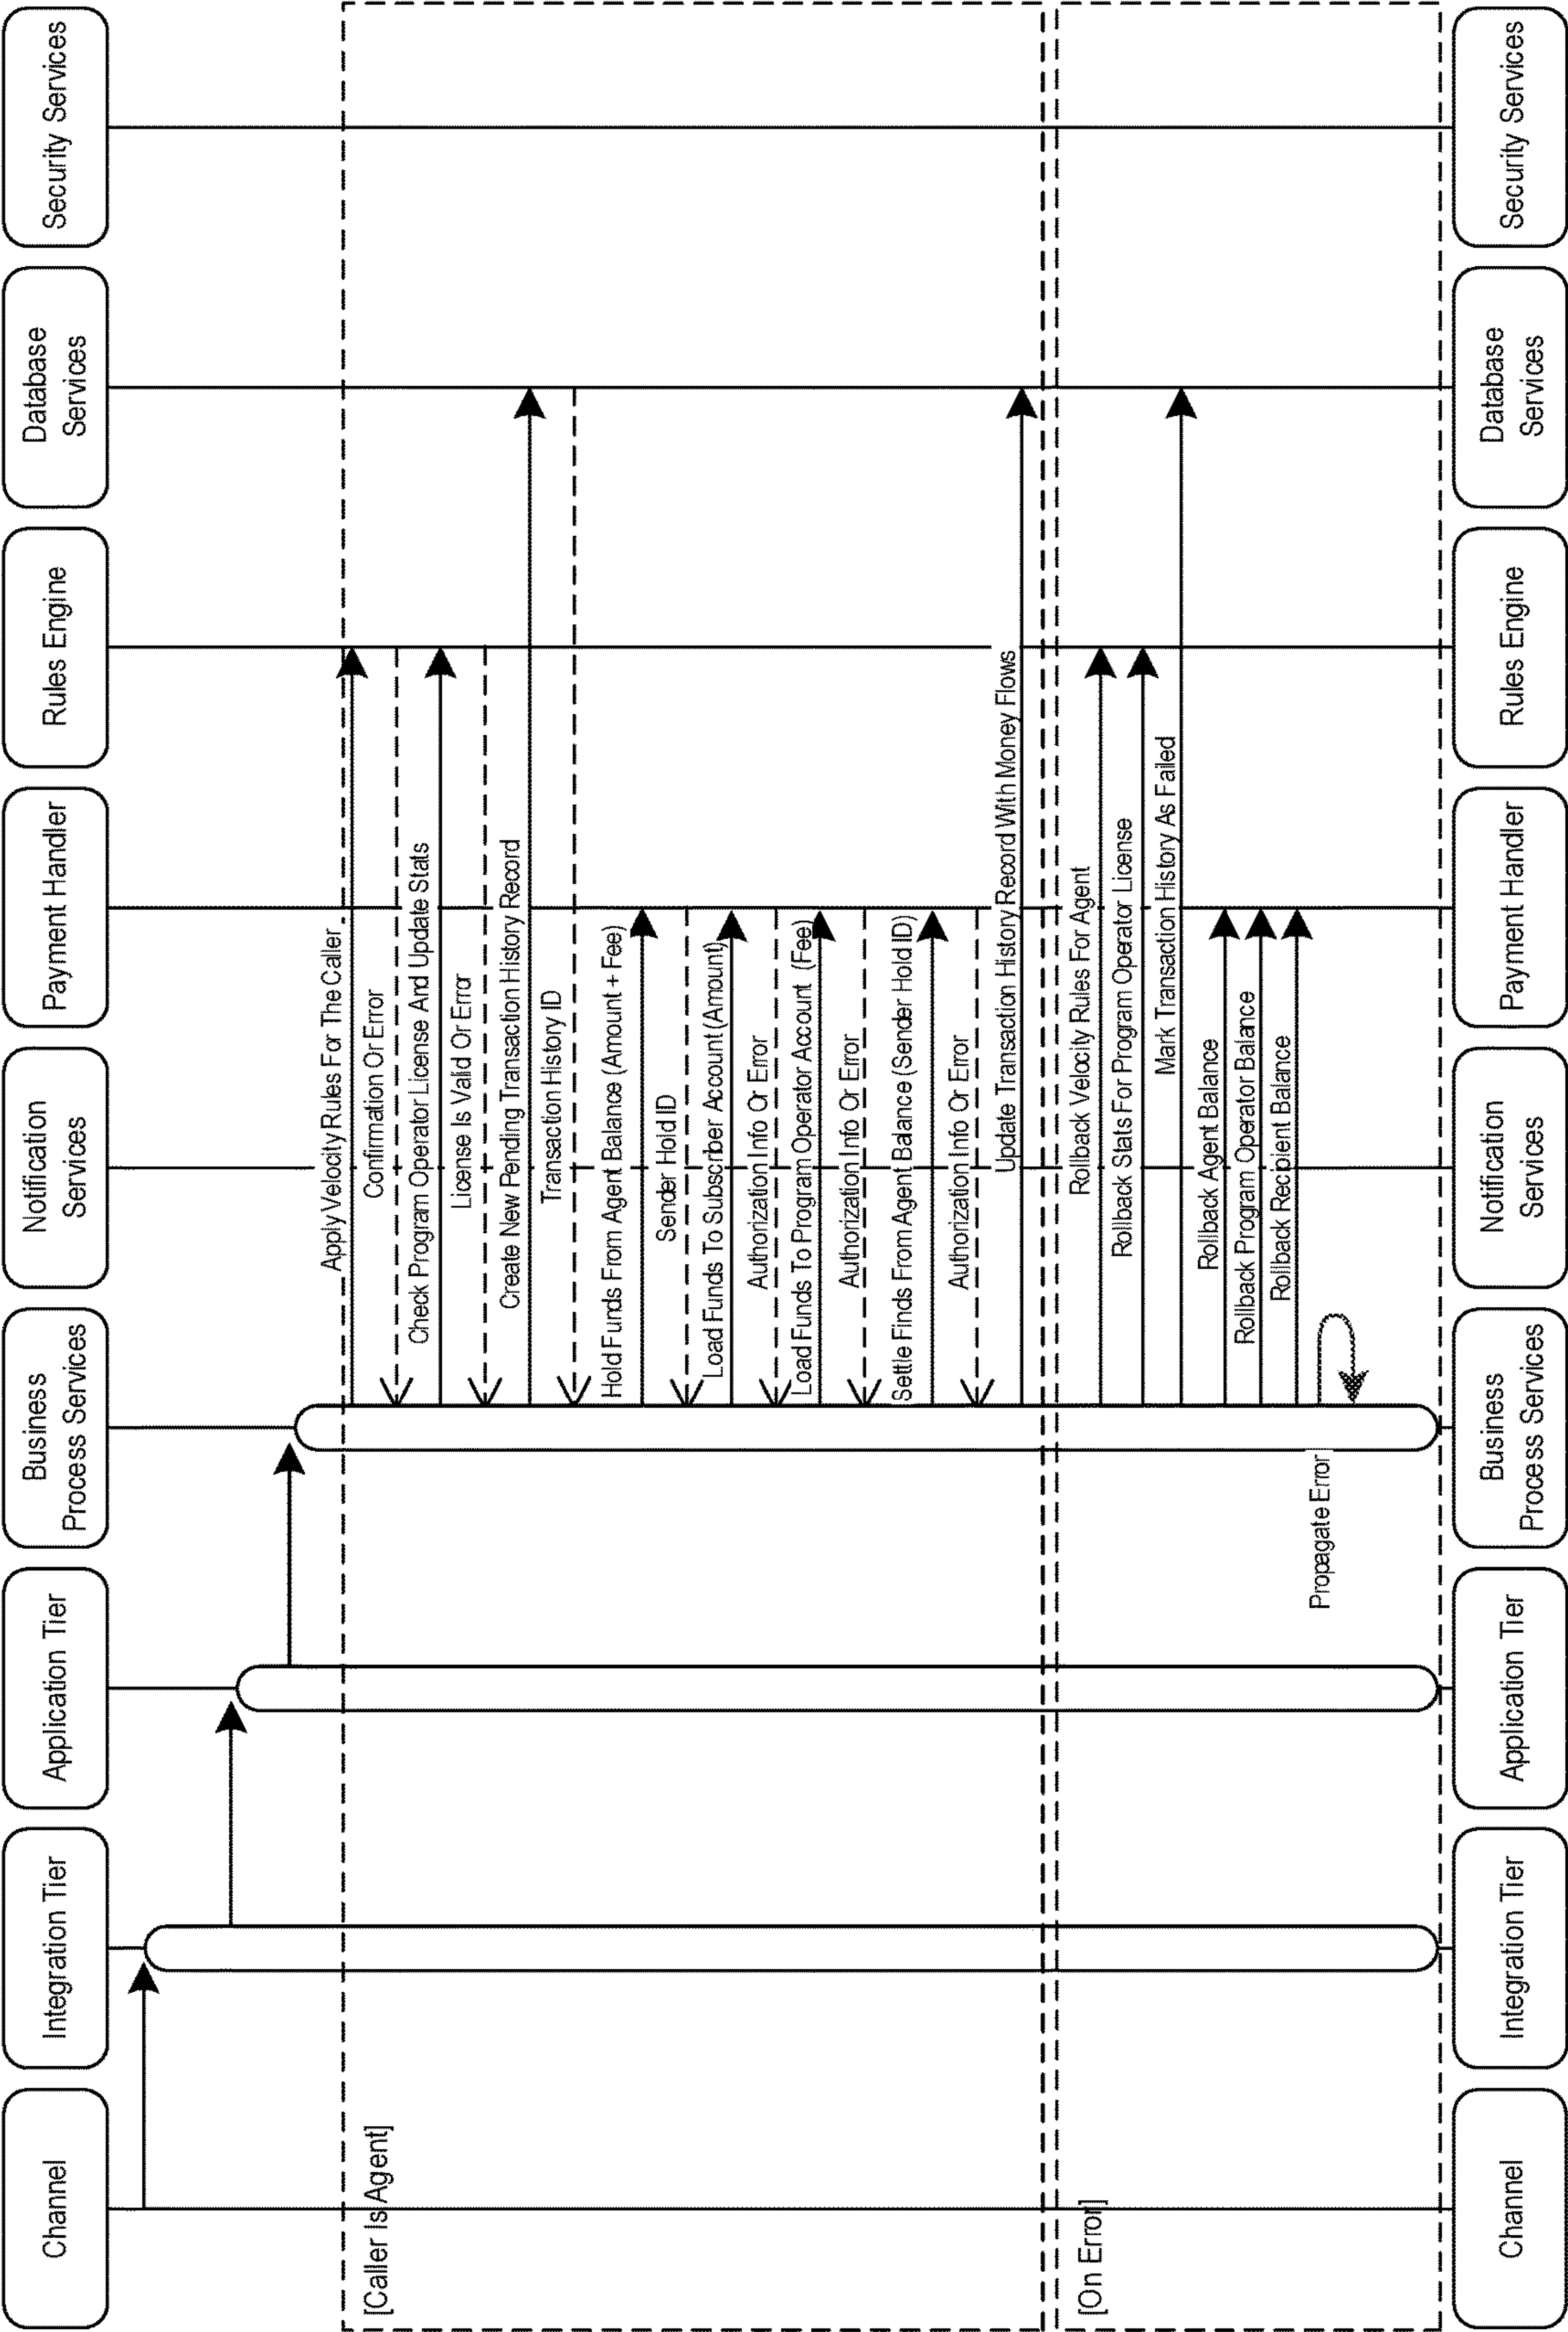 Channel
Integration Tier
Application Tier
Business
Process Services
Notification
Services
Payment Handler
Rules Engine
Database
Services
Security Services
Apply Velocity Rules For The Caller
[Caller Is Agent]
Confirmation Or Error
Check Program Operator License And Update Stats
License Is Valid Or Error
Create New Pending Transaction History Record
Transaction History ID
Hold Funds From Agent Balance (Amount + Fee)
Sender Hold ID
Load Funds To Subscriber Account (Amount)
Authorization Info Or Error
Load Funds To Program Operator Account (Fee)
Authorization Info Or Error
Settle Finds From Agent Balance (Sender Hold ID)
Authorization Info Or Error
Update Transaction History Record With Money Flows
[On Error]
Rollback Velocity Rules For Agent
Rollback Stats For Program Operator License
Mark Transaction History As Failed
Rollback Agent Balance
Rollback Program Operator Balance
Rollback Recipient Balance
Propagate Error
Channel
Integration Tier
Application Tier
Business
Process Services
Notification
Services
Payment Handler
Rules Engine
Database
Services
Security Services